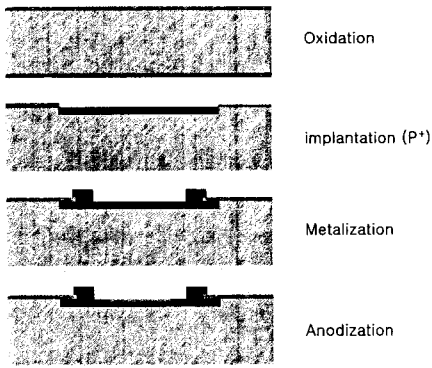 Oxidation
implantation (P⁺)
Metalization
Anodization